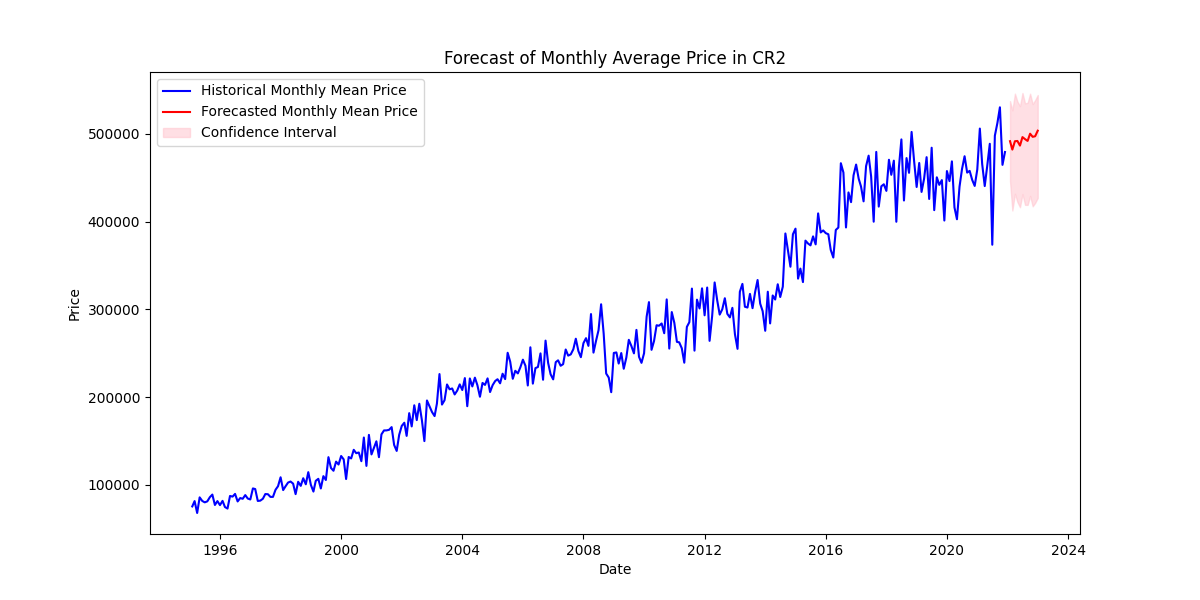 Forecast of Monthly Average Price in CR2
Historical Monthly Mean Price
Forecasted Monthly Mean Price
Confidence Interval
Price
500000
400000
300000
200000
100000
1996
2000
2004
2008
2012
2016
2020
2024
Date